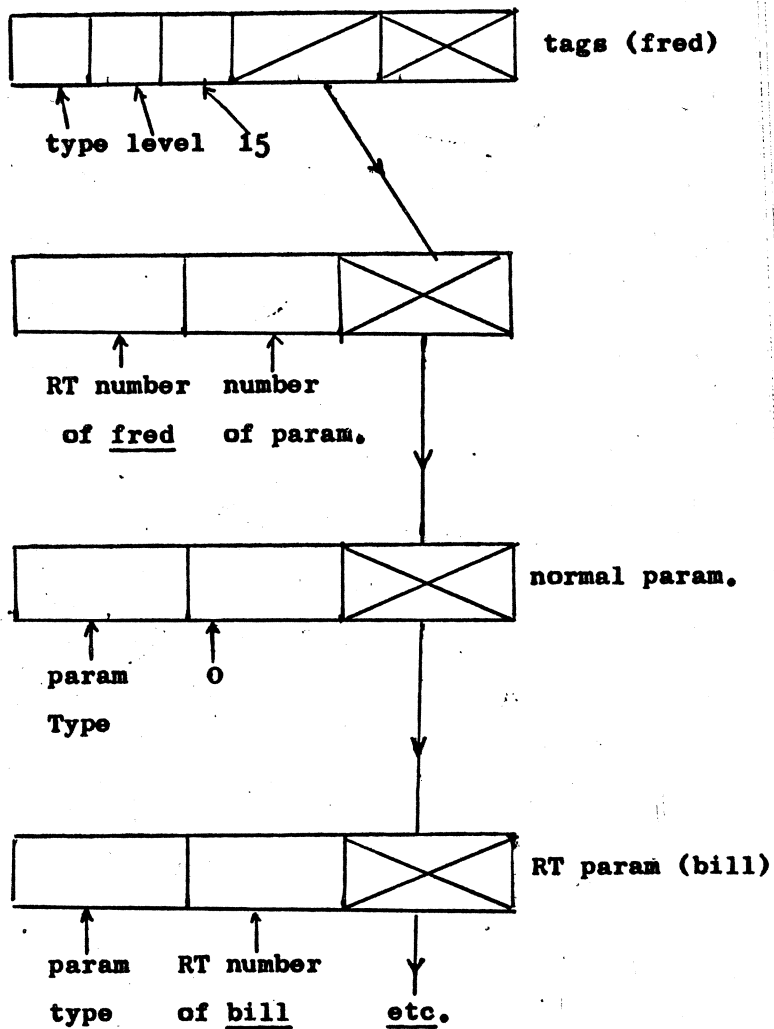 tags (fred)
type level 15
RT number number
of fred of param.
normal param.
param 0
Type
RT param (bill)
param RT number
type of bill etc.